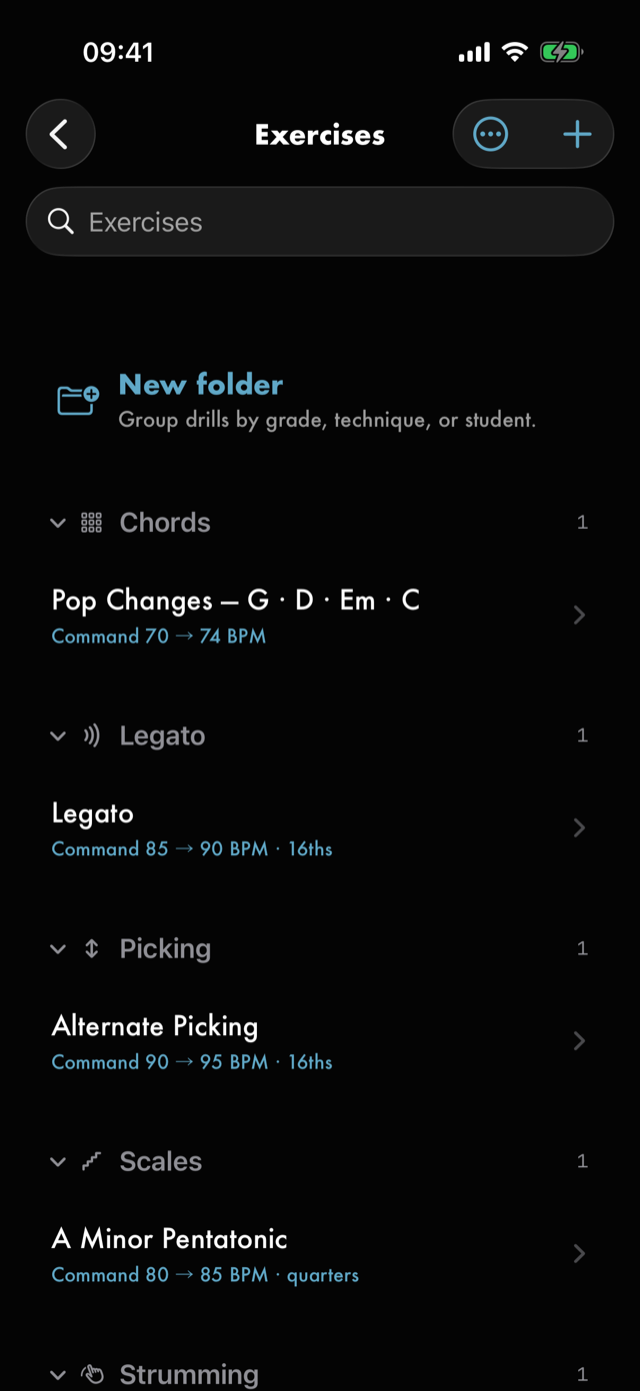 09:41
Exercises
Exercises
New folder
Group drills by grade, technique, or student.
Chords 1
Pop Changes – G · D · Em · C
Command 70 → 74 BPM
Legato 1
Legato
Command 85 → 90 BPM · 16ths
Picking 1
Alternate Picking
Command 90 → 95 BPM · 16ths
Scales 1
A Minor Pentatonic
Command 80 → 85 BPM · quarters
Strumming 1